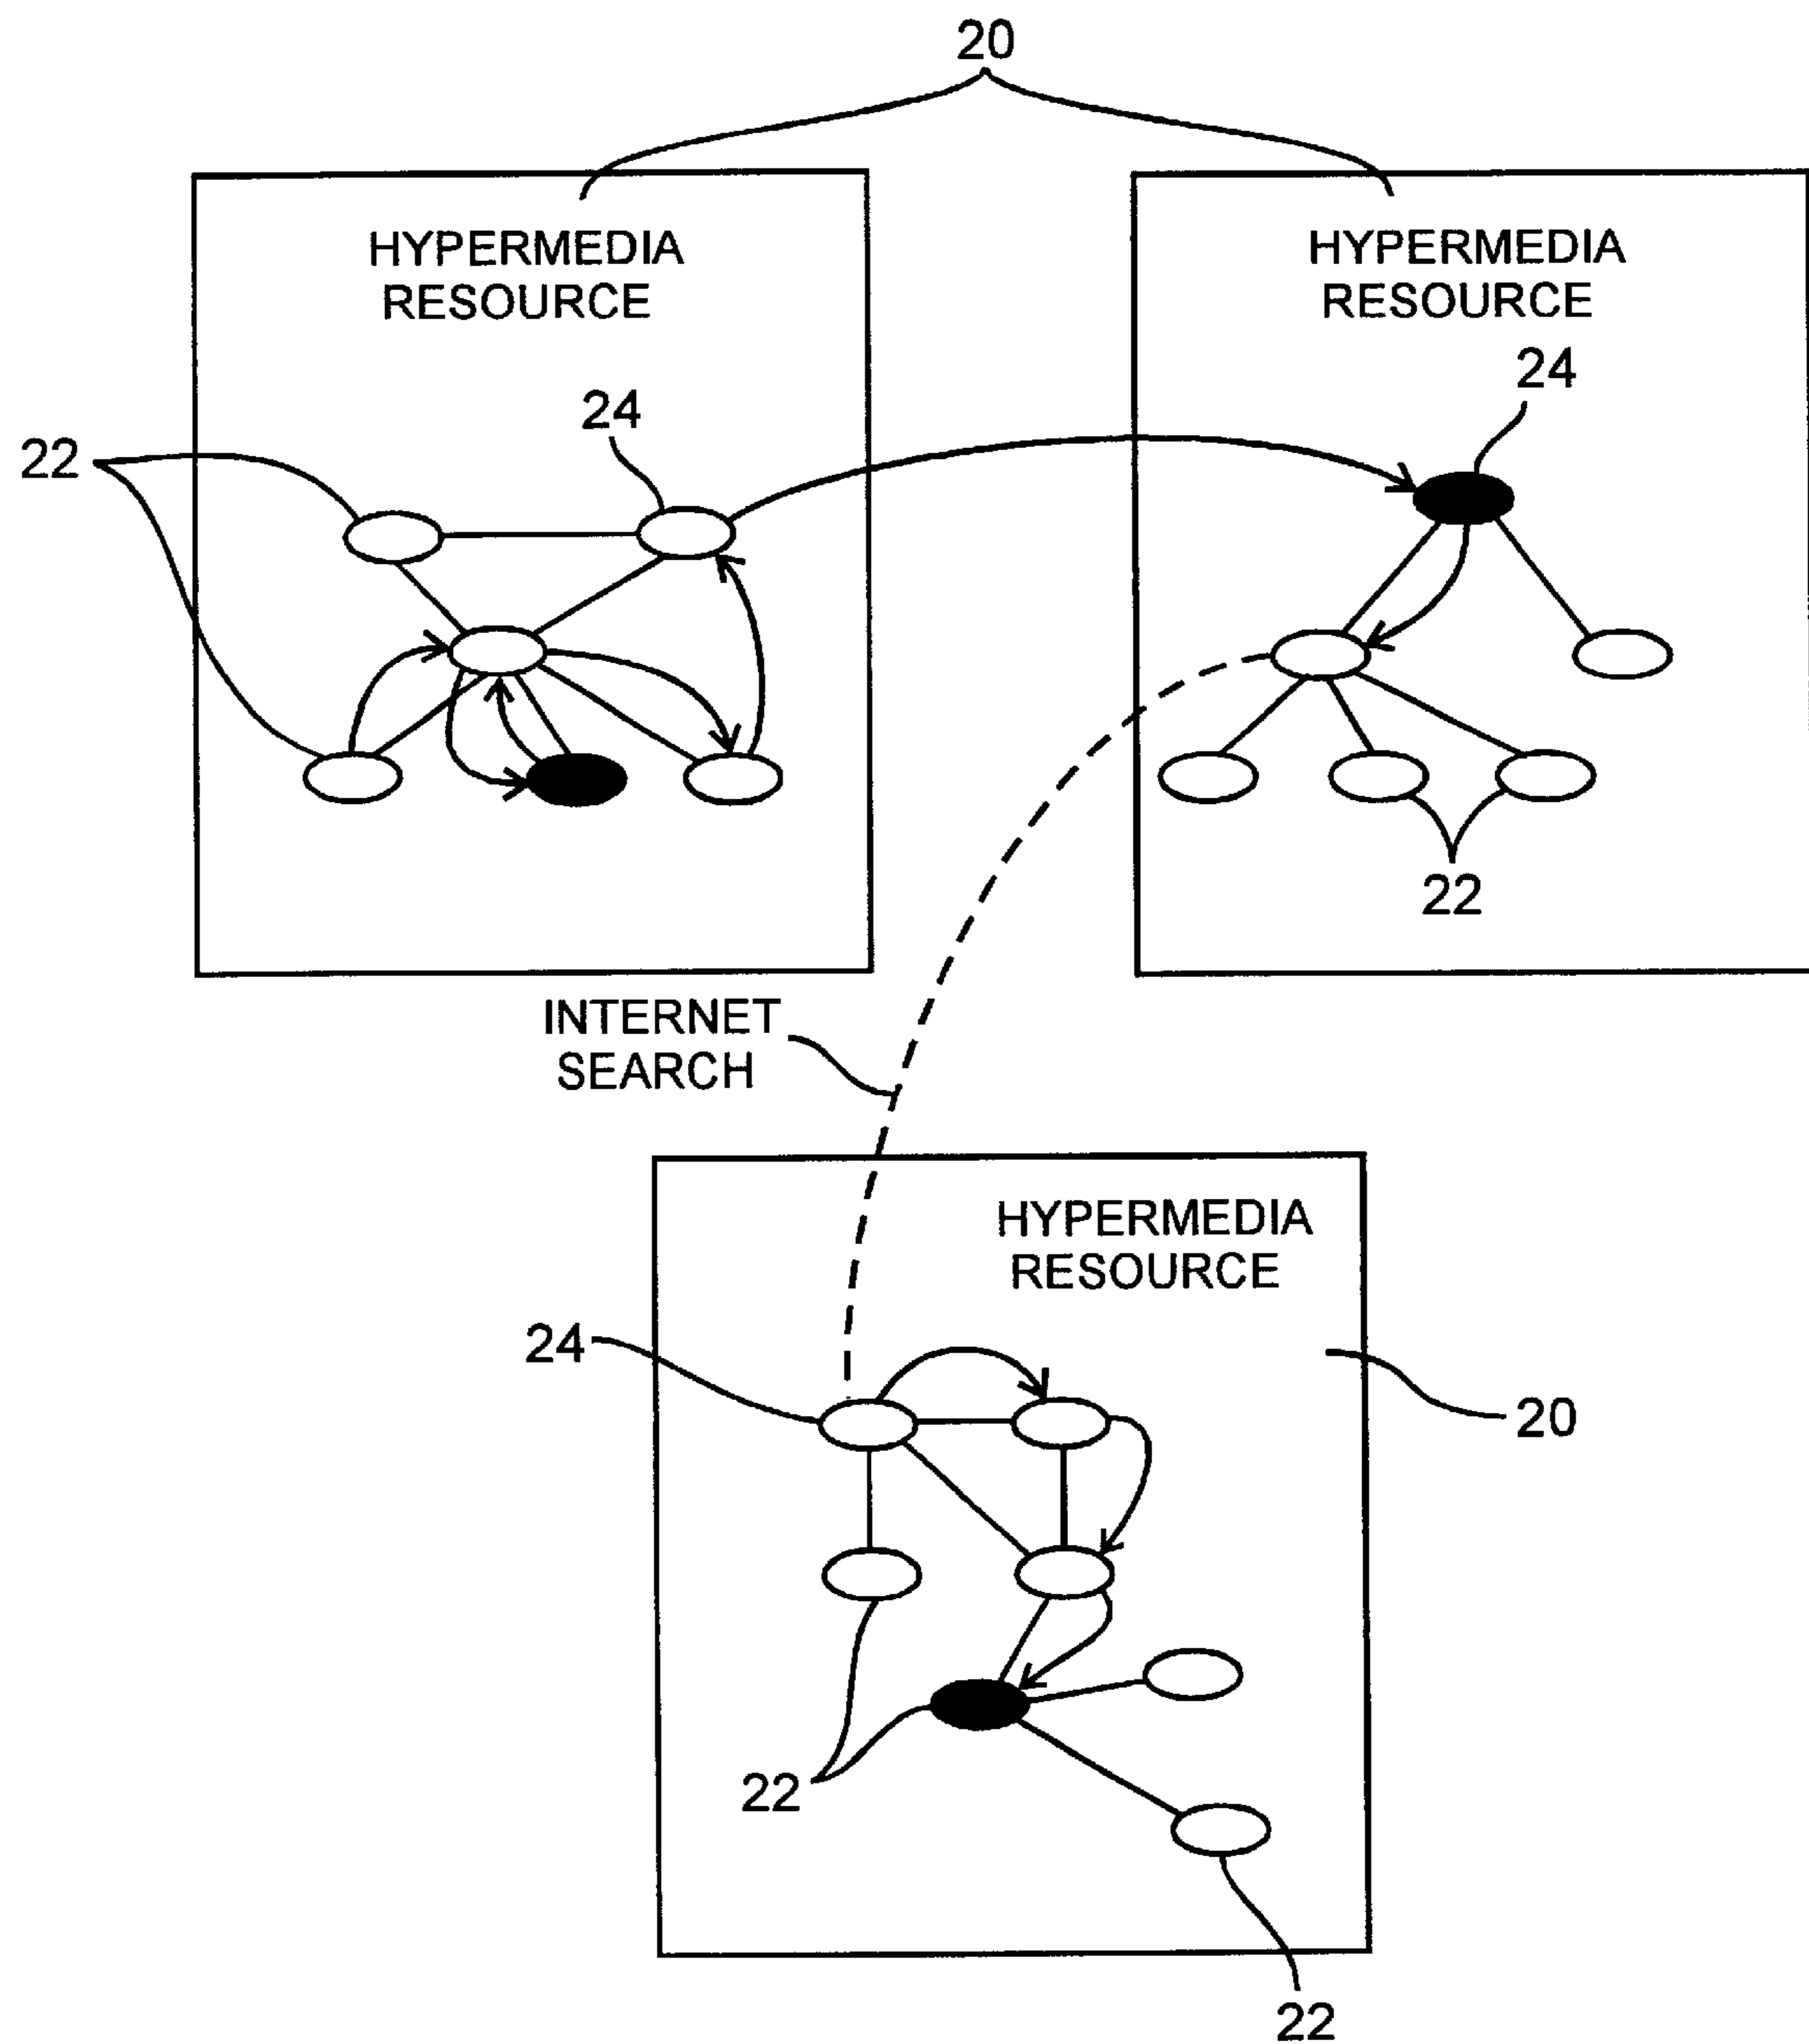 20
HYPERMEDIA
RESOURCE
HYPERMEDIA
RESOURCE
24
24
22
22
INTERNET
SEARCH
HYPERMEDIA
RESOURCE
24
20
22
22